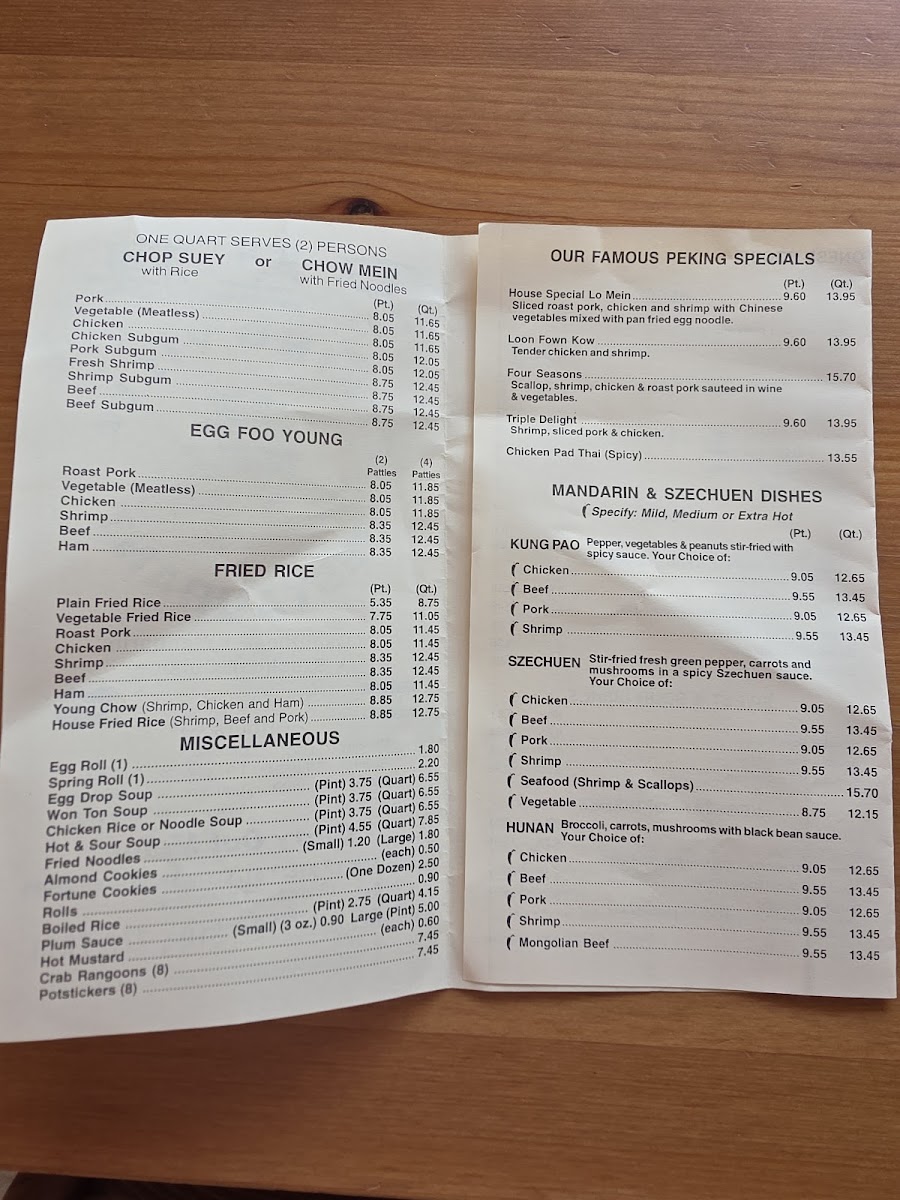 ONE QUART SERVES (2) PERSONS
CHOP SUEY or CHOW MEIN
with Rice with Fried Noodles
(Pt.) (Qt.)
Pork 8.05 11.65
Vegetable (Meatless) 8.05 11.65
Chicken 8.05 11.65
Chicken Subgum 8.05 12.05
Pork Subgum 8.05 12.05
Fresh Shrimp 8.75 12.45
Shrimp Subgum 8.75 12.45
Beef 8.75 12.45
Beef Subgum 8.75 12.45
EGG FOO YOUNG
(2) (4)
Patties Patties
Roast Pork 8.05 11.85
Vegetable (Meatless) 8.05 11.85
Chicken 8.05 11.85
Shrimp 8.35 12.45
Beef 8.35 12.45
Ham 8.35 12.45
FRIED RICE
(Pt.) (Qt.)
Plain Fried Rice 5.35 8.75
Vegetable Fried Rice 7.75 11.05
Roast Pork 8.05 11.45
Chicken 8.05 11.45
Shrimp 8.35 12.45
Beef 8.35 12.45
Ham 8.05 11.45
Young Chow (Shrimp, Chicken and Ham) 8.85 12.75
House Fried Rice (Shrimp, Beef and Pork) 8.85 12.75
MISCELLANEOUS
Egg Roll (1) 1.80
Spring Roll (1) 2.20
Egg Drop Soup (Pint) 3.75 (Quart) 6.55
Won Ton Soup (Pint) 3.75 (Quart) 6.55
Chicken Rice or Noodle Soup (Pint) 3.75 (Quart) 6.55
Hot & Sour Soup (Pint) 4.55 (Quart) 7.85
Fried Noodles (Small) 1.20 (Large) 1.80
Almond Cookies (each) 0.50
Fortune Cookies (One Dozen) 2.50
Rolls 0.90
Boiled Rice (Pint) 2.75 (Quart) 4.15
Plum Sauce (Small) (3 oz.) 0.90 Large (Pint) 5.00
Hot Mustard (each) 0.60
Crab Rangoons (8) 7.45
Potstickers (8) 7.45
OUR FAMOUS PEKING SPECIALS
(Pt.) (Qt.)
House Special Lo Mein 9.60 13.95
Sliced roast pork, chicken and shrimp with Chinese
vegetables mixed with pan fried egg noodle.
Loon Fown Kow 9.60 13.95
Tender chicken and shrimp.
Four Seasons 15.70
Scallop, shrimp, chicken & roast pork sauteed in wine
& vegetables.
Triple Delight 9.60 13.95
Shrimp, sliced pork & chicken.
Chicken Pad Thai (Spicy) 13.55
MANDARIN & SZECHUEN DISHES
Specify: Mild, Medium or Extra Hot
(Pt.) (Qt.)
KUNG PAO Pepper, vegetables & peanuts stir-fried with
spicy sauce. Your Choice of:
Chicken 9.05 12.65
Beef 9.55 13.45
Pork 9.05 12.65
Shrimp 9.55 13.45
SZECHUEN Stir-fried fresh green pepper, carrots and
mushrooms in a spicy Szechuen sauce.
Your Choice of:
Chicken 9.05 12.65
Beef 9.55 13.45
Pork 9.05 12.65
Shrimp 9.55 13.45
Seafood (Shrimp & Scallops) 15.70
Vegetable 8.75 12.15
HUNAN Broccoli, carrots, mushrooms with black bean sauce.
Your Choice of:
Chicken 9.05 12.65
Beef 9.55 13.45
Pork 9.05 12.65
Shrimp 9.55 13.45
Mongolian Beef 9.55 13.45